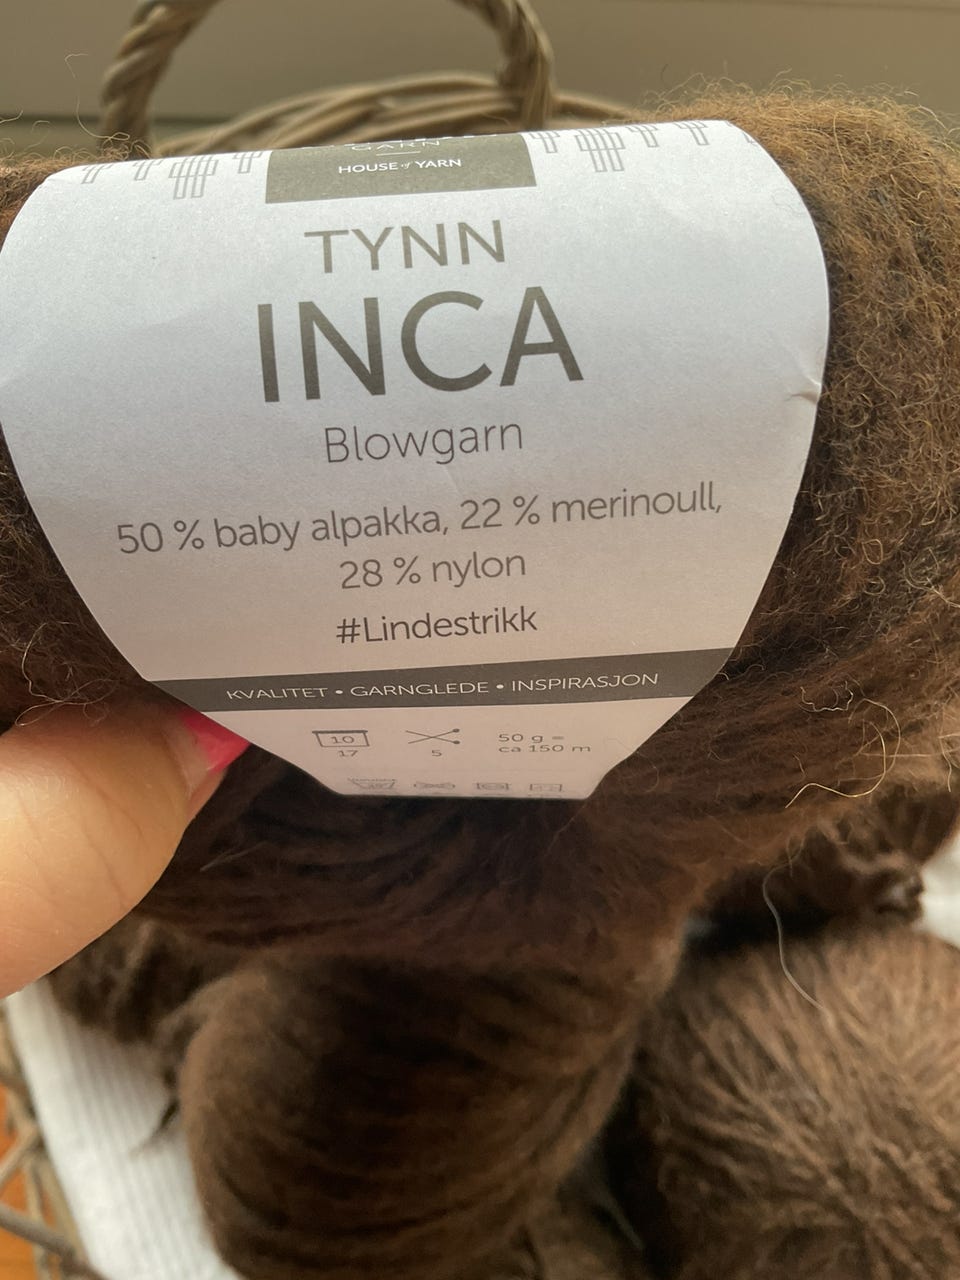 GARN
HOUSE of YARN
TYNN
INCA
Blowgarn
50 % baby alpakka, 22 % merinoull,
28 % nylon
#Lindestrikk
KVALITET • GARNGLEDE • INSPIRASJON
10
17
5
50 g =
ca 150 m